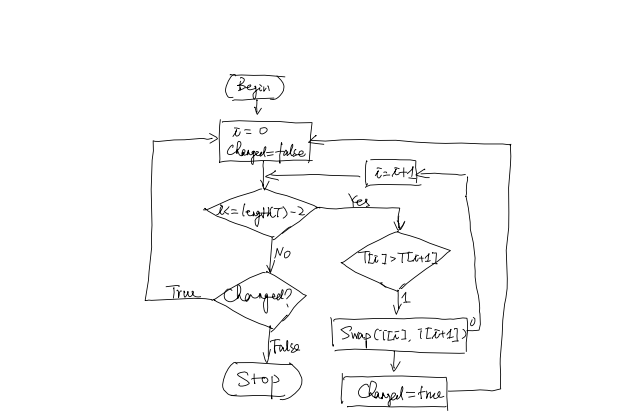 Begin
i = 0
Changed=false
i=i+1
i<=length(T)-2
Yes
No
T[i]>T[i+1]
True
Changed?
1
Swap(T[i], T[i+1])
0
False
Stop
Changed=true